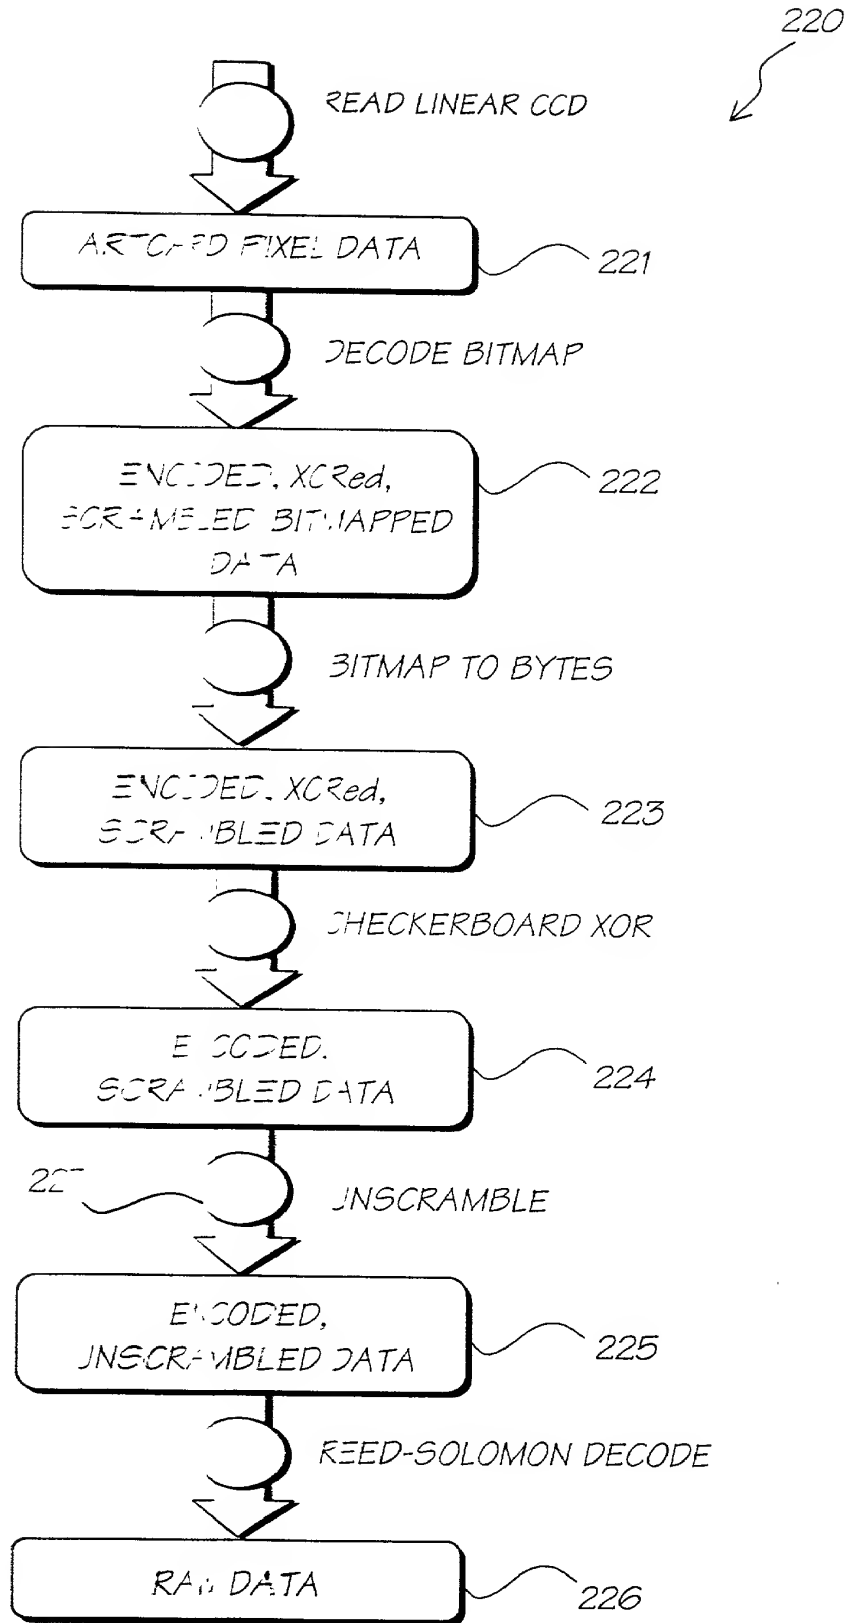 220
READ LINEAR CCD
ARTCARD PIXEL DATA
221
DECODE BITMAP
ENCODED, XORed,
SCRAMBLED BITMAPPED
DATA
222
BITMAP TO BYTES
ENCODED, XORed,
SCRAMBLED DATA
223
CHECKERBOARD XOR
ENCODED,
SCRAMBLED DATA
224
UNSCRAMBLE
ENCODED,
UNSCRAMBLED DATA
225
REED-SOLOMON DECODE
RAW DATA
226